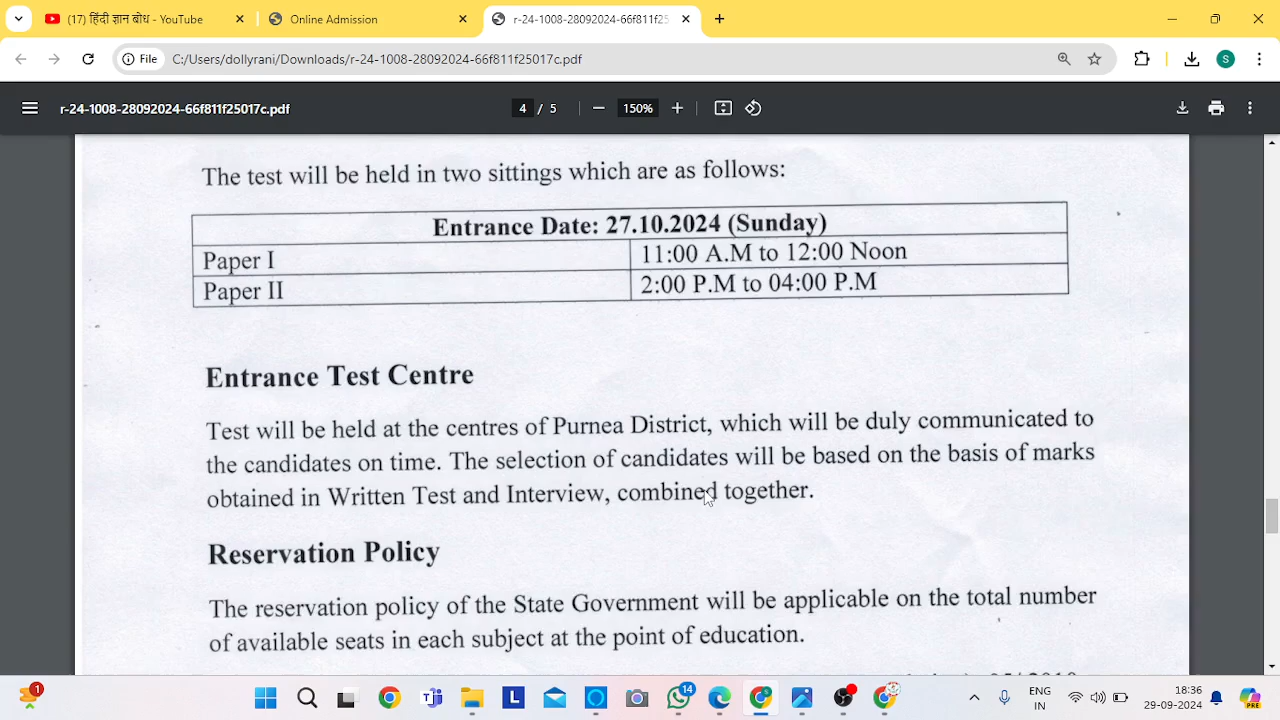 (17) हिंदी ज्ञान बोध - YouTube
Online Admission
r-24-1008-28092024-66f811f25
File
C:/Users/dollyrani/Downloads/r-24-1008-28092024-66f811f25017c.pdf
S
r-24-1008-28092024-66f811f25017c.pdf
4 / 5
150%
The test will be held in two sittings which are as follows:
Entrance Date: 27.10.2024 (Sunday)
Paper I 11:00 A.M to 12:00 Noon
Paper II 2:00 P.M to 04:00 P.M
Entrance Test Centre
Test will be held at the centres of Purnea District, which will be duly communicated to
the candidates on time. The selection of candidates will be based on the basis of marks
obtained in Written Test and Interview, combined together.
Reservation Policy
The reservation policy of the State Government will be applicable on the total number
of available seats in each subject at the point of education.
1
14
ENG
IN
18:36
29-09-2024
PRE